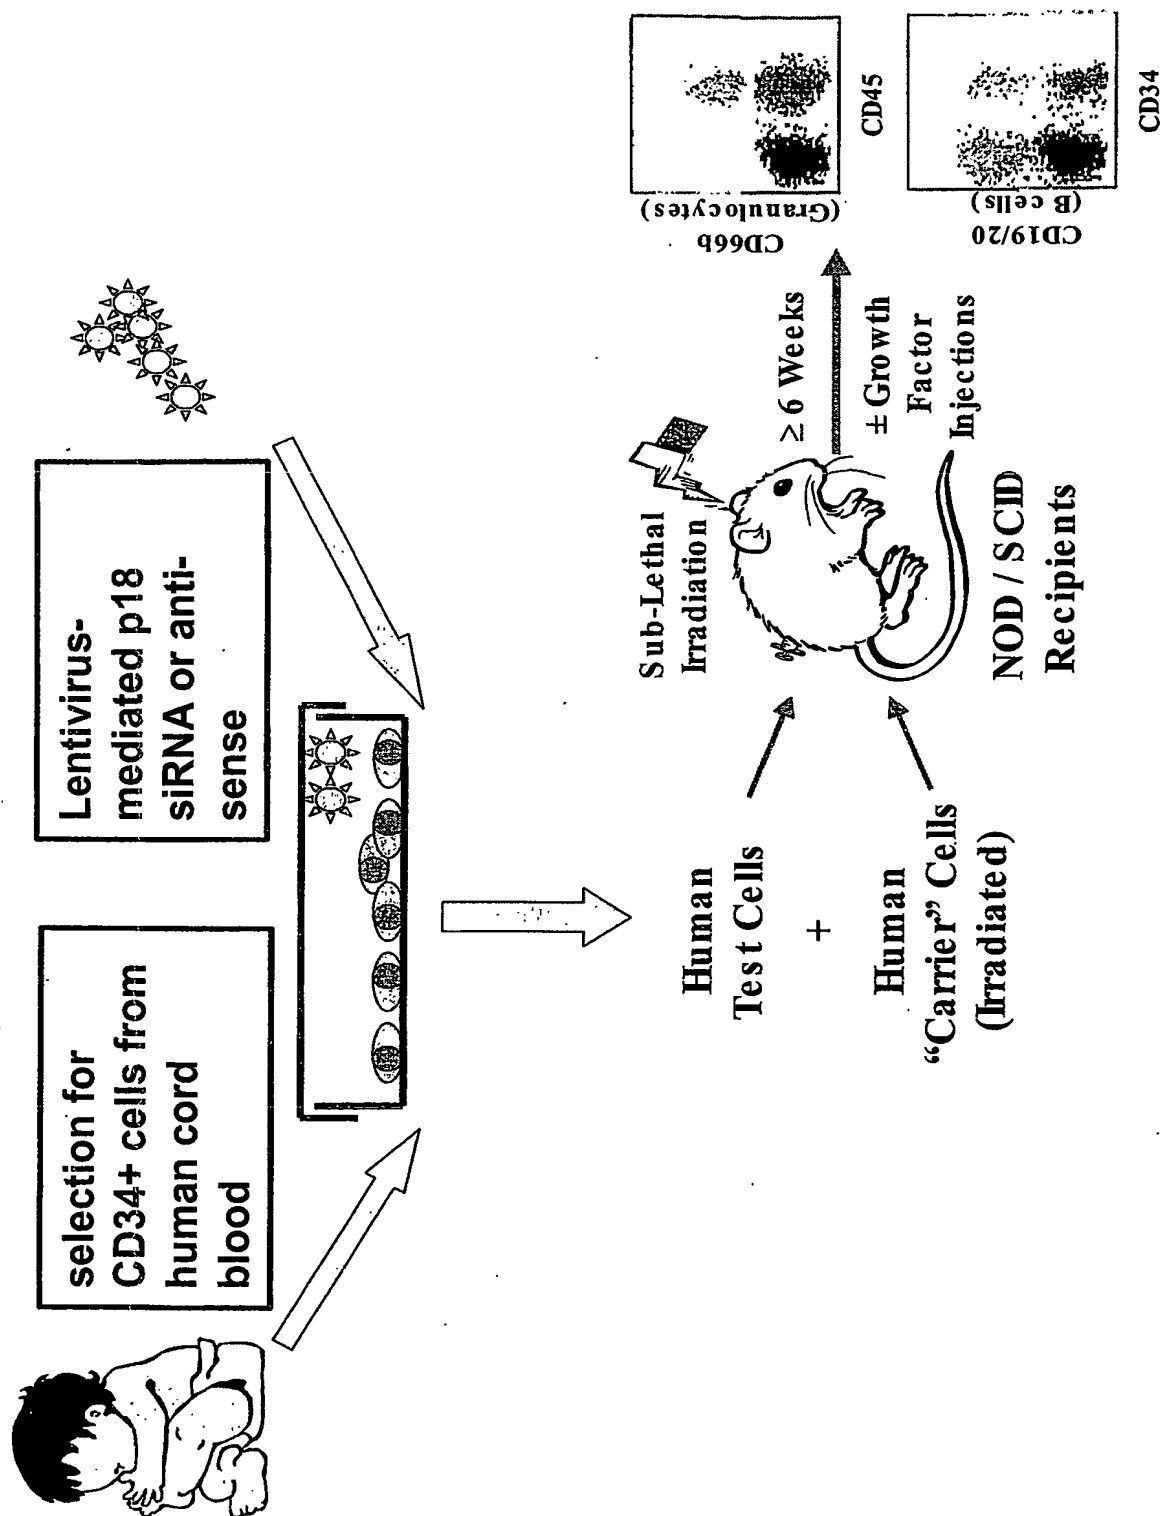 selection for
CD34+ cells from
human cord
blood
Lentivirus-
mediated p18
siRNA or anti-
sense
Human
Test Cells
+
Human
“Carrier” Cells
(Irradiated)
Sub-Lethal
Irradiation
NOD / SCID
Recipients
≥ 6 Weeks
± Growth
Factor
Injections
CD66b
(Granulocytes)
CD45
CD19/20
(B cells)
CD34